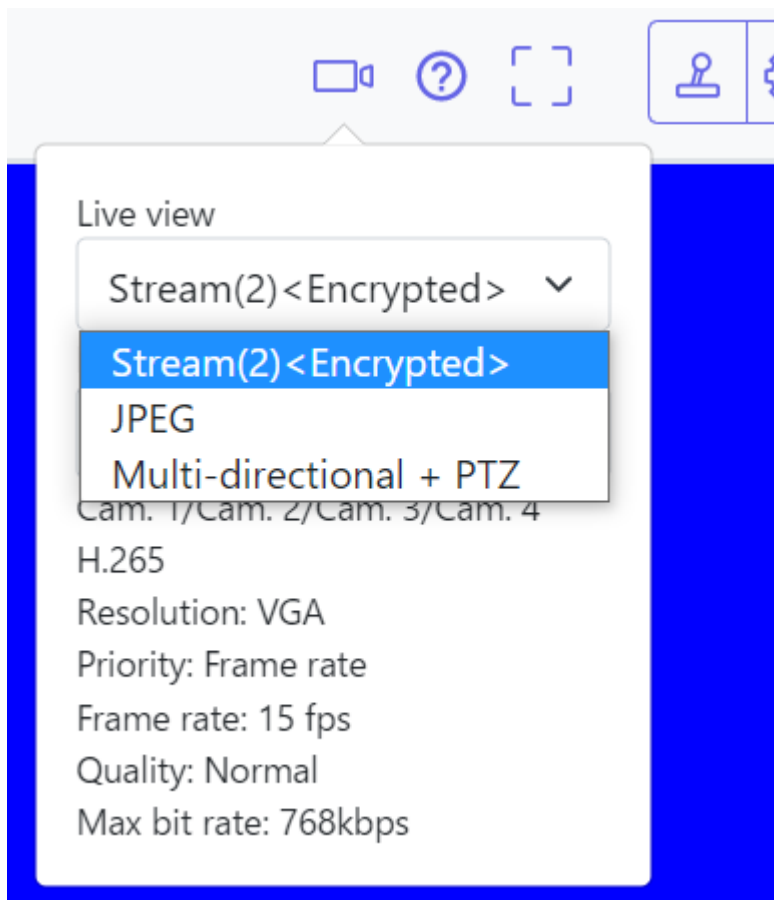 Live view
Stream(2)<Encrypted>
Stream(2)<Encrypted>
JPEG
Multi-directional + PTZ
Cam. 1/Cam. 2/Cam. 3/Cam. 4
H.265
Resolution: VGA
Priority: Frame rate
Frame rate: 15 fps
Quality: Normal
Max bit rate: 768kbps